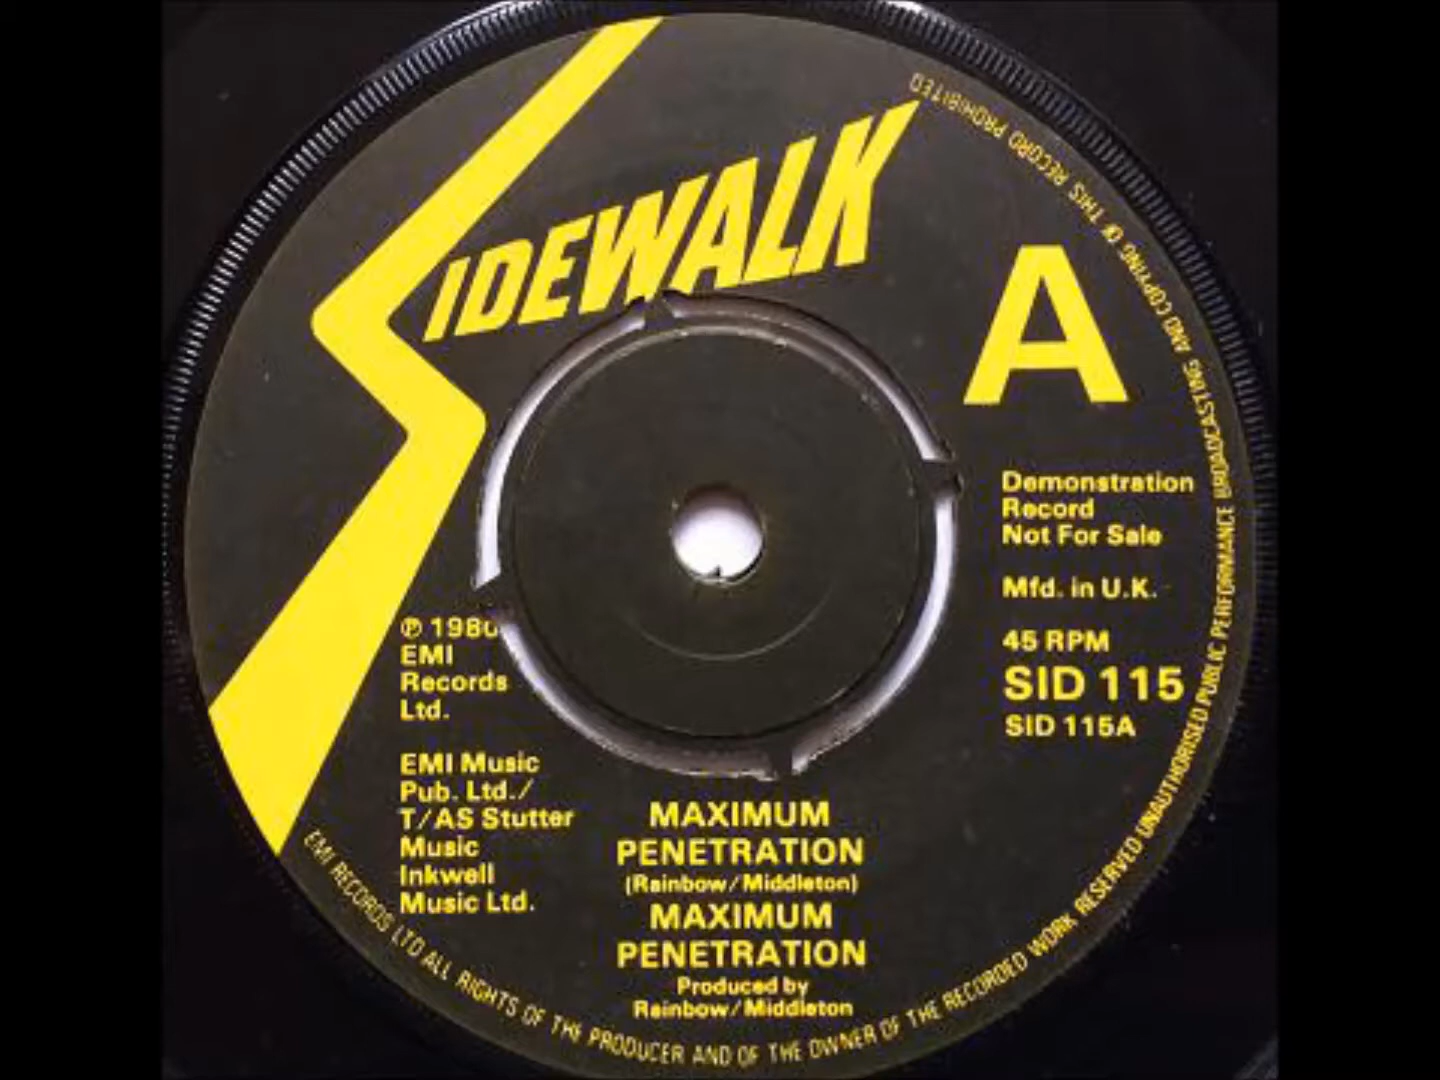 SIDEWALK
A
Demonstration
Record
Not For Sale
Mfd. in U.K.
45 RPM
SID 115
SID 115A
℗ 1980
EMI
Records
Ltd.
EMI Music
Pub. Ltd./
T/AS Stutter
Music
Inkwell
Music Ltd.
MAXIMUM
PENETRATION
(Rainbow/Middleton)
MAXIMUM
PENETRATION
Produced by
Rainbow/Middleton
EMI RECORDS LTD ALL RIGHTS OF THE PRODUCER AND OF THE OWNER OF THE RECORDED WORK RESERVED UNAUTHORISED PUBLIC PERFORMANCE BROADCASTING AND COPYING OF THIS RECORD PROHIBITED